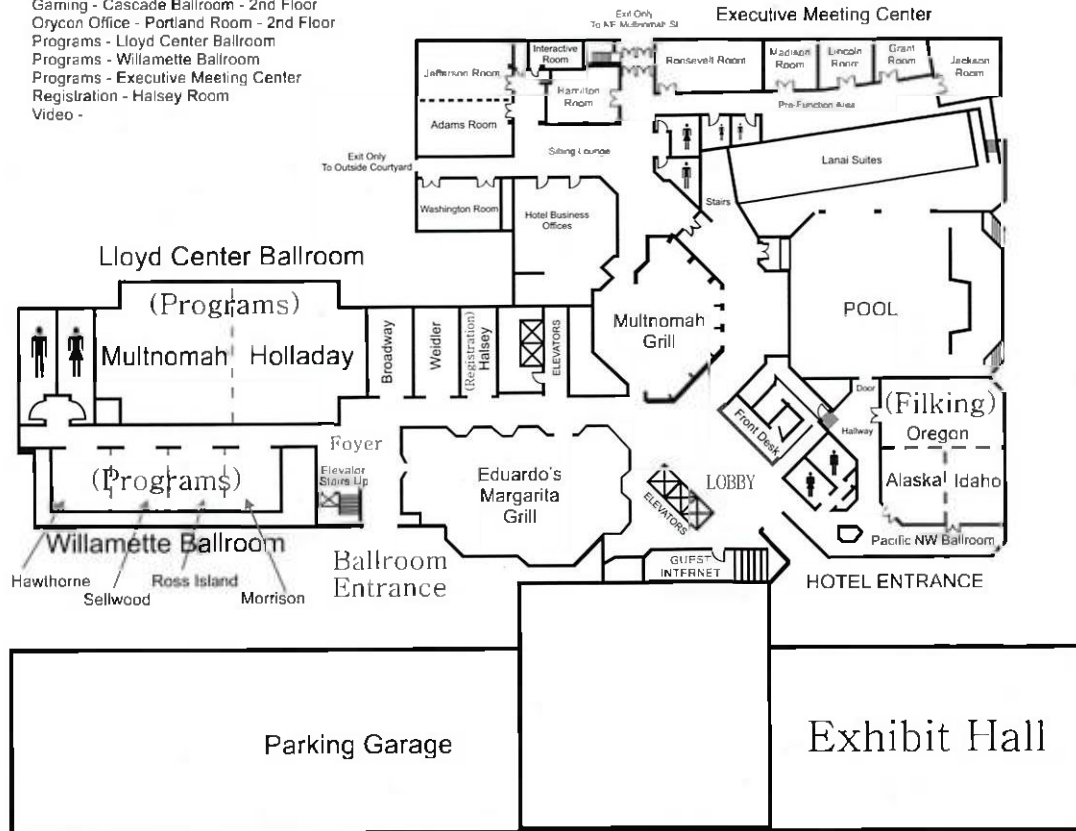 Gaming - Cascade Ballroom - 2nd Floor
Orycon Office - Portland Room - 2nd Floor
Programs - Lloyd Center Ballroom
Programs - Willamette Ballroom
Programs - Executive Meeting Center
Registration - Halsey Room
Video -
Exit Only
To NE Multnomah St
Executive Meeting Center
Jefferson Room
Interactive
Room
Hamilton
Room
Roosevelt Room
Madison
Room
Lincoln
Room
Grant
Room
Jackson
Room
Pre-Function Area
Adams Room
Exit Only
To Outside Courtyard
Sitting Lounge
Lanai Suites
Washington Room
Hotel Business
Offices
Stairs
Lloyd Center Ballroom
(Programs)
Multnomah
Holladay
Broadway
Weidler
(Registration)
Halsey
ELEVATORS
Multnomah
Grill
POOL
Door
Hallway
Front Desk
(Filking)
Oregon
Alaska
Idaho
Pacific NW Ballroom
Foyer
Elevator
Stairs Up
(Programs)
Willamette Ballroom
Hawthorne
Sellwood
Ross Island
Morrison
Eduardo's
Margarita
Grill
LOBBY
ELEVATORS
Ballroom
Entrance
GUEST
INTERNET
HOTEL ENTRANCE
Parking Garage
Exhibit Hall